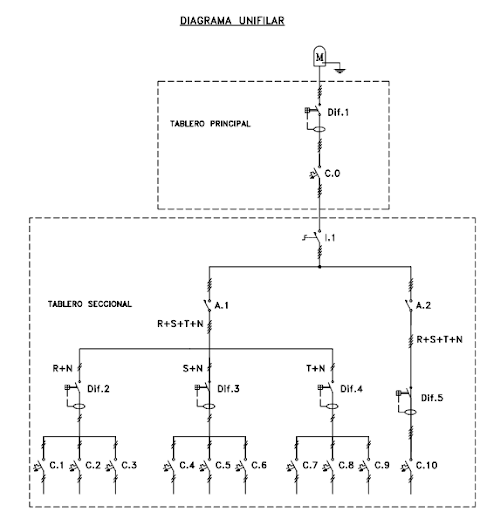 DIAGRAMA UNIFILAR
M
Dif.1
TABLERO PRINCIPAL
C.0
I.1
TABLERO SECCIONAL
A.1
A.2
R+S+T+N
R+S+T+N
R+N
S+N
T+N
Dif.2
Dif.3
Dif.4
Dif.5
C.1
C.2
C.3
C.4
C.5
C.6
C.7
C.8
C.9
C.10